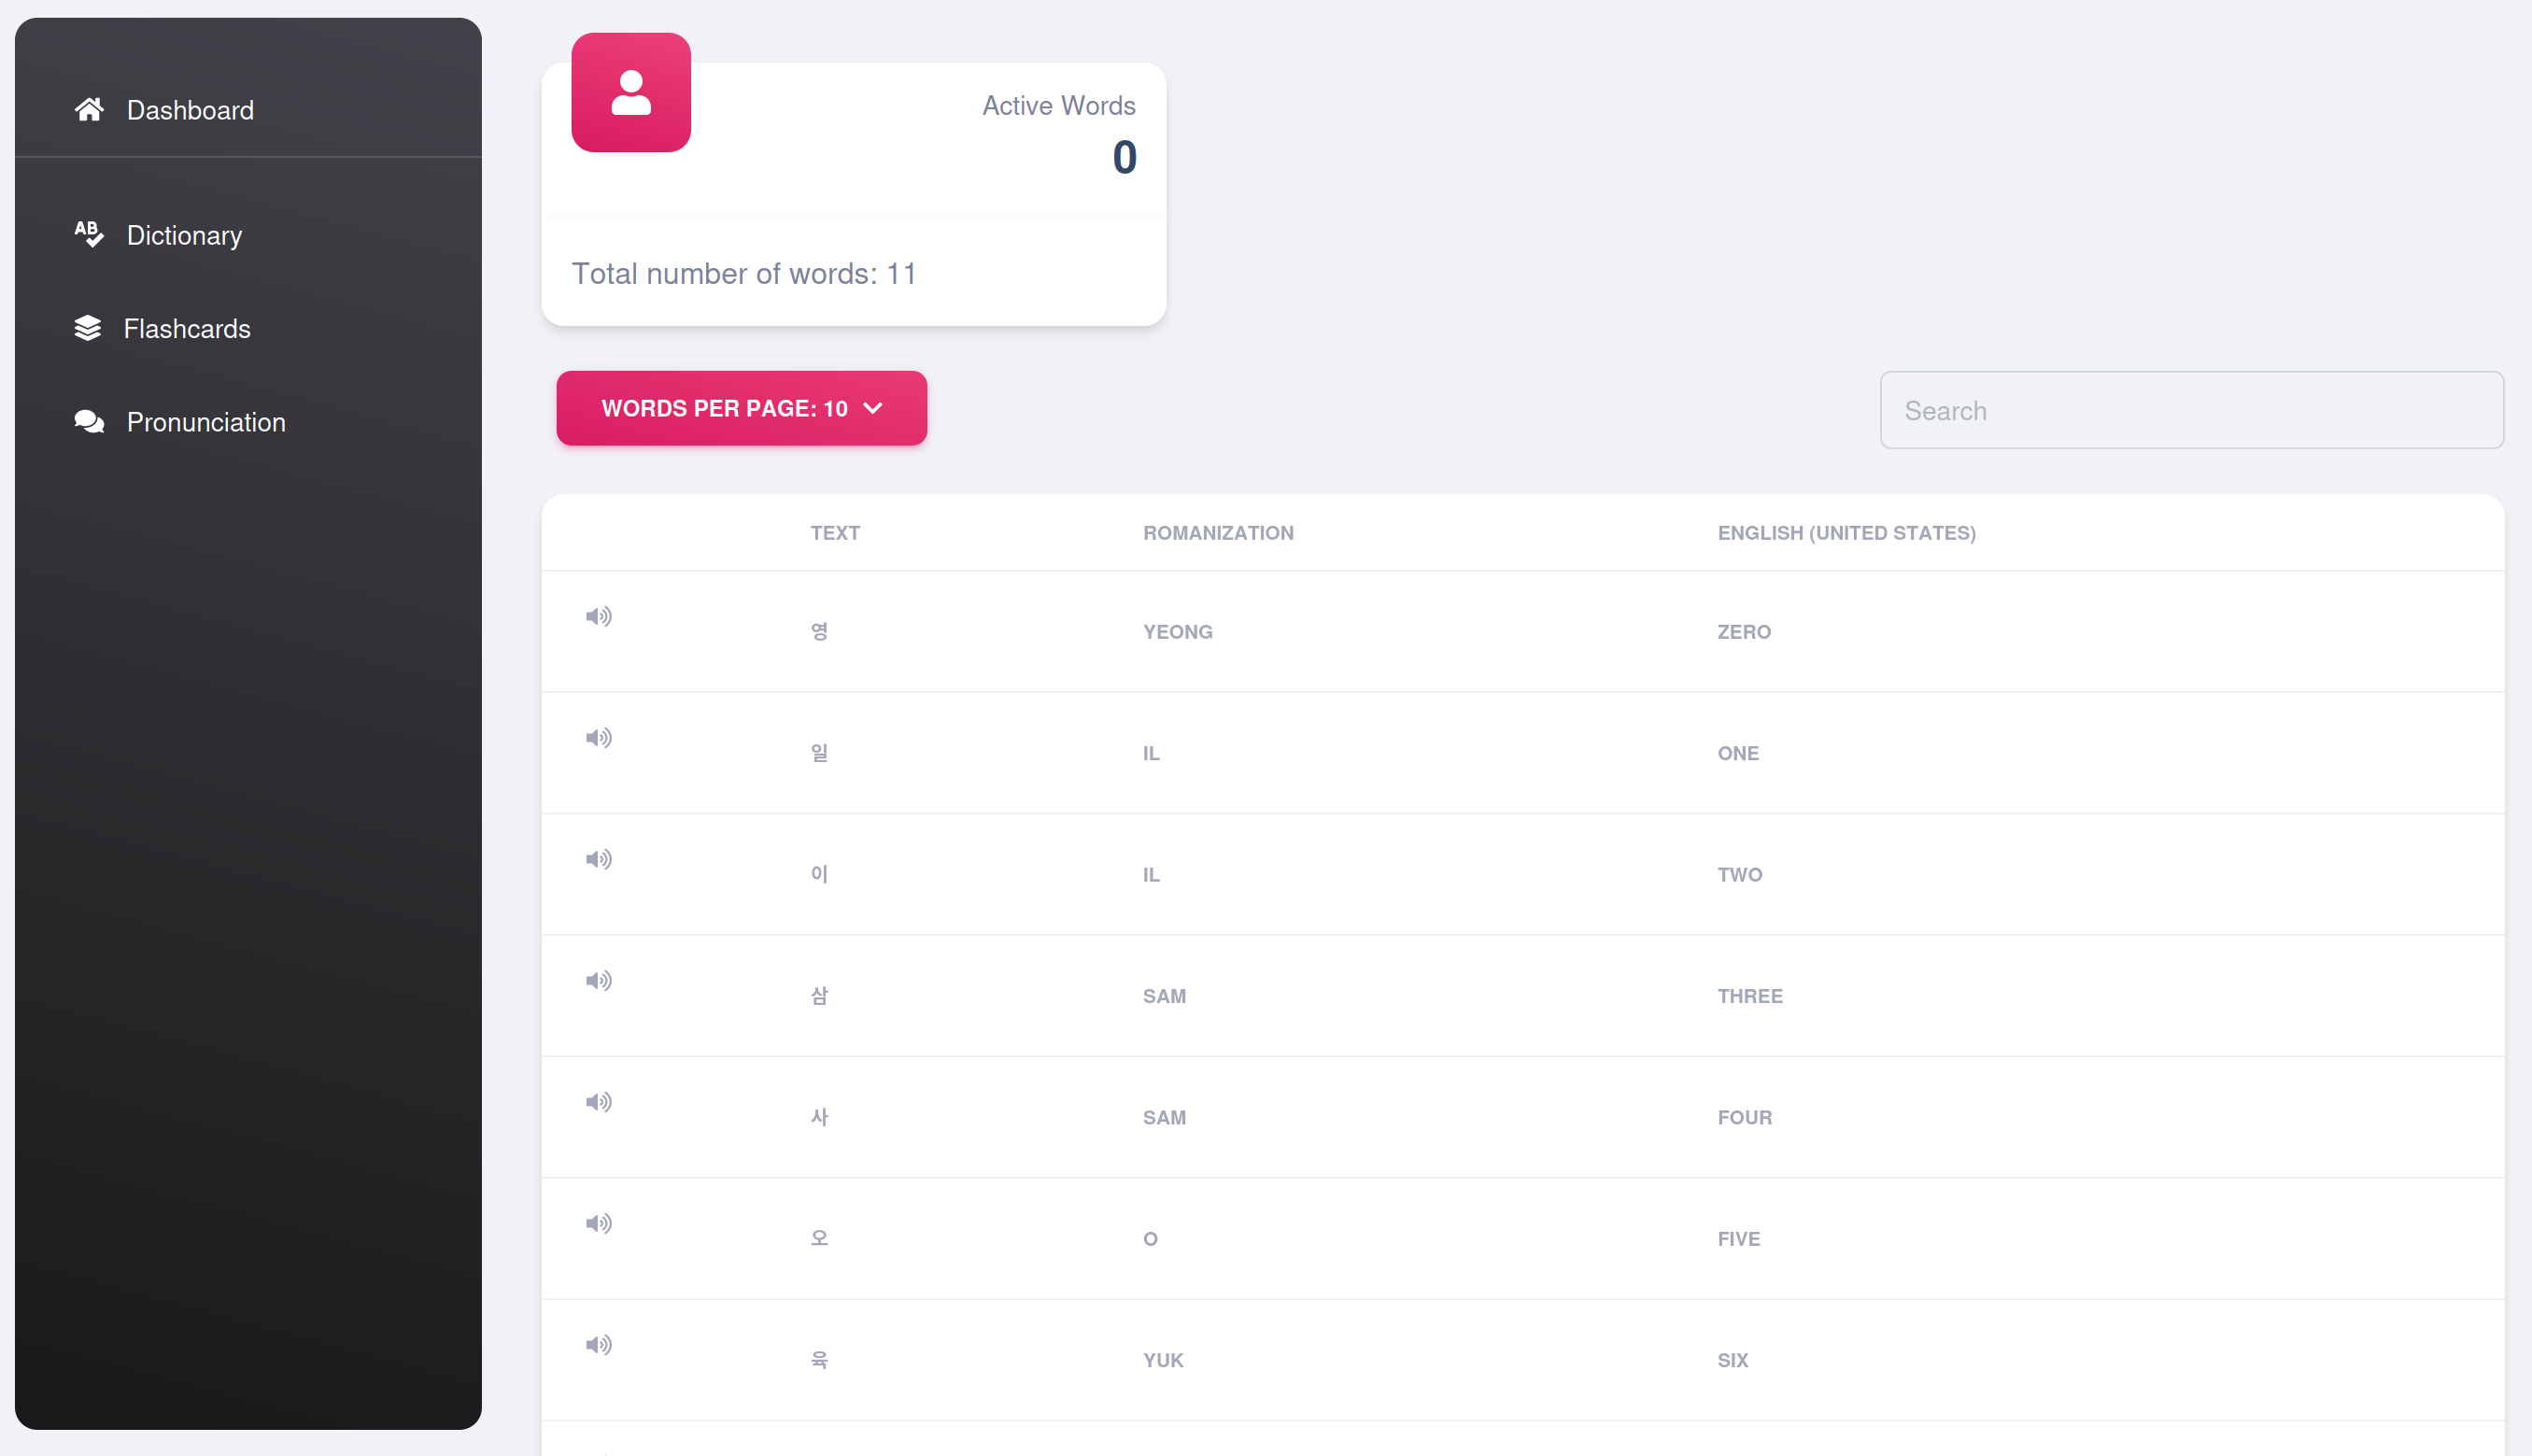 Dashboard
Dictionary
Flashcards
Pronunciation
Active Words
0
Total number of words: 11
WORDS PER PAGE: 10
Search
TEXT ROMANIZATION ENGLISH (UNITED STATES)
영 YEONG ZERO
일 IL ONE
이 IL TWO
삼 SAM THREE
사 SAM FOUR
오 O FIVE
육 YUK SIX